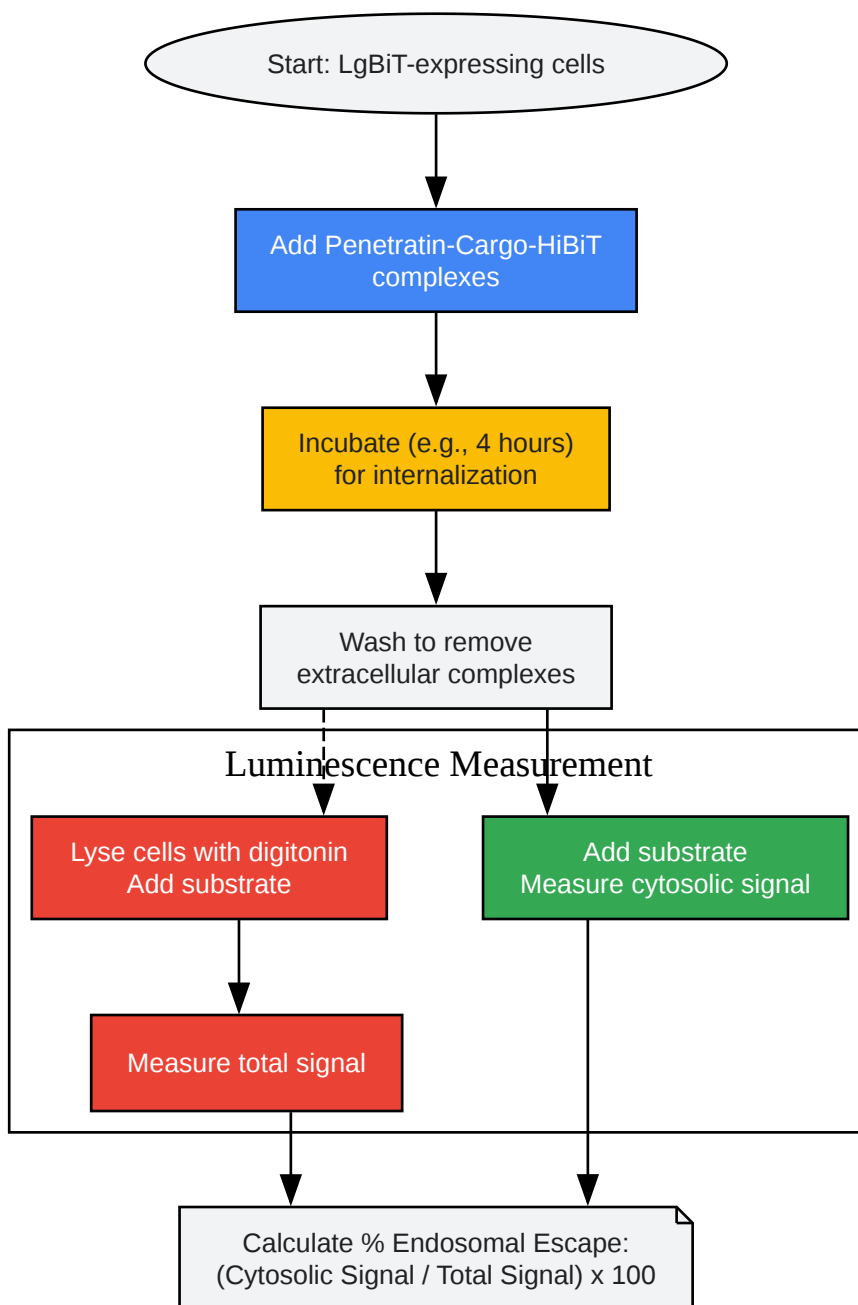 Start: LgBiT-expressing cells
Add Penetratin-Cargo-HiBiT
complexes
Incubate (e.g., 4 hours)
for internalization
Wash to remove
extracellular complexes
Luminescence Measurement
Lyse cells with digitonin
Add substrate
Add substrate
Measure cytosolic signal
Measure total signal
Calculate % Endosomal Escape:
(Cytosolic Signal / Total Signal) x 100